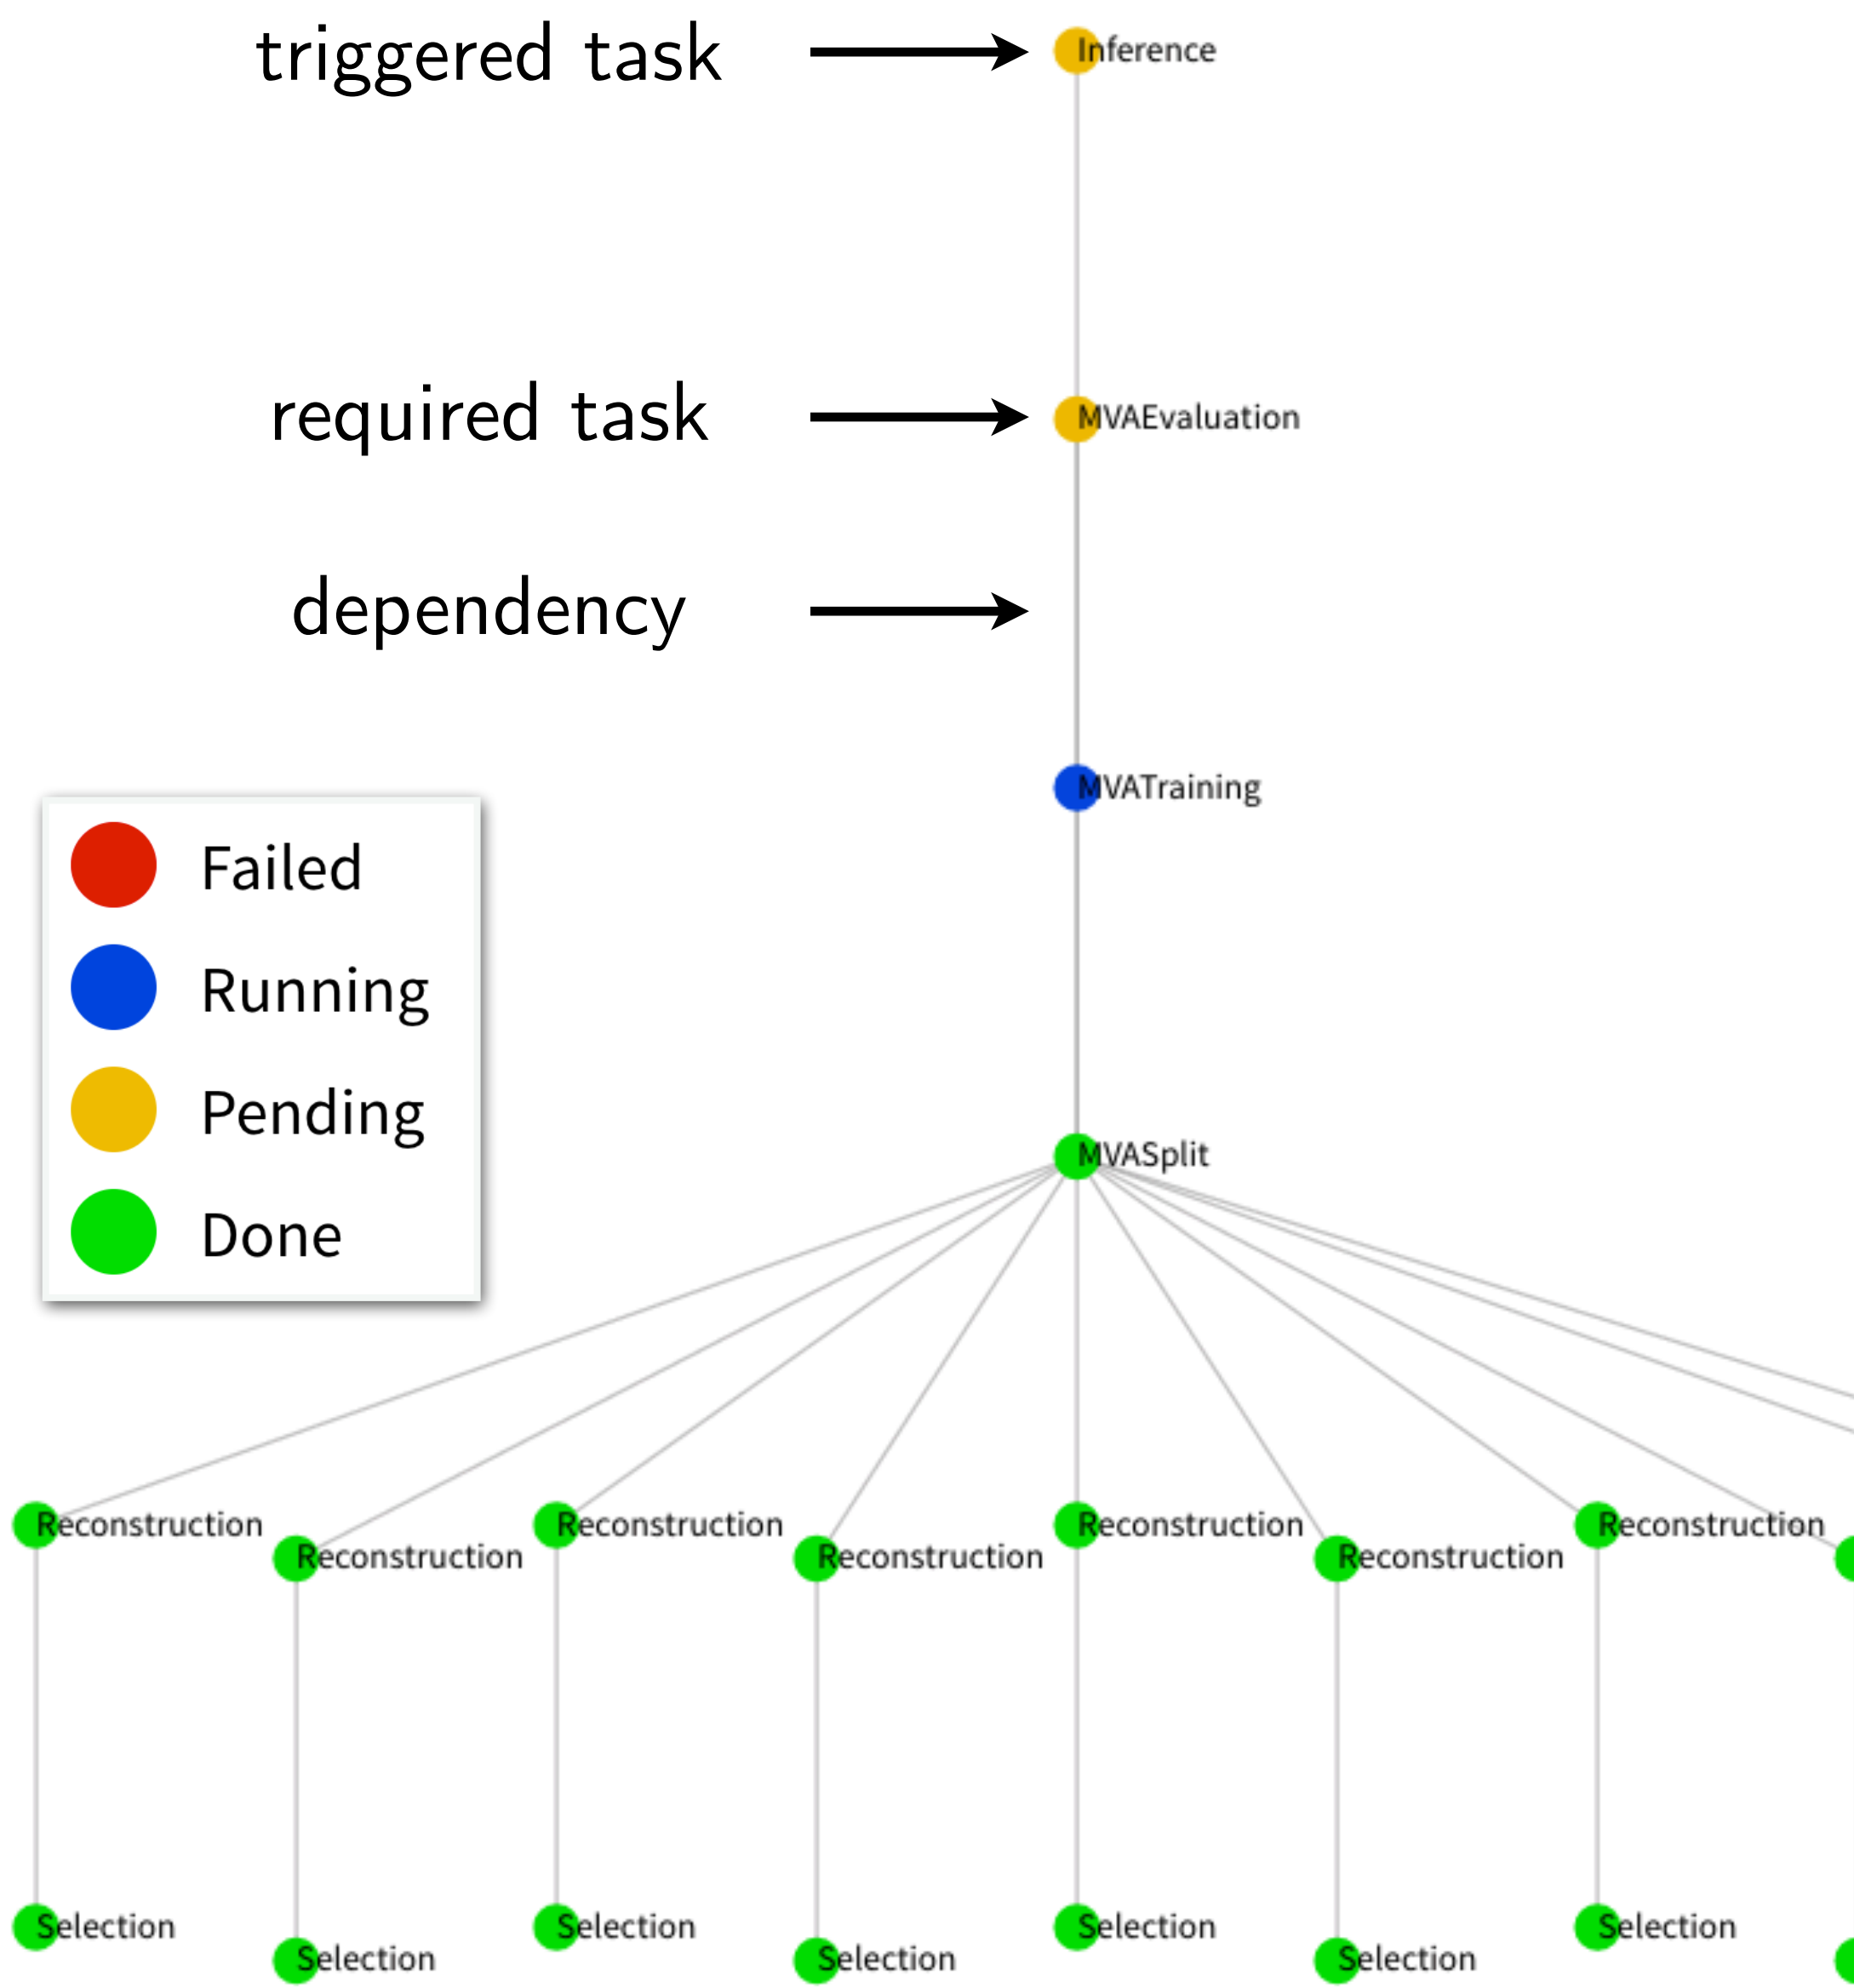 triggered task
Inference
required task
MVAEvaluation
dependency
MVATraining
Failed
Running
Pending
Done
MVASplit
Reconstruction
Reconstruction
Reconstruction
Reconstruction
Reconstruction
Reconstruction
Reconstruction
Selection
Selection
Selection
Selection
Selection
Selection
Selection